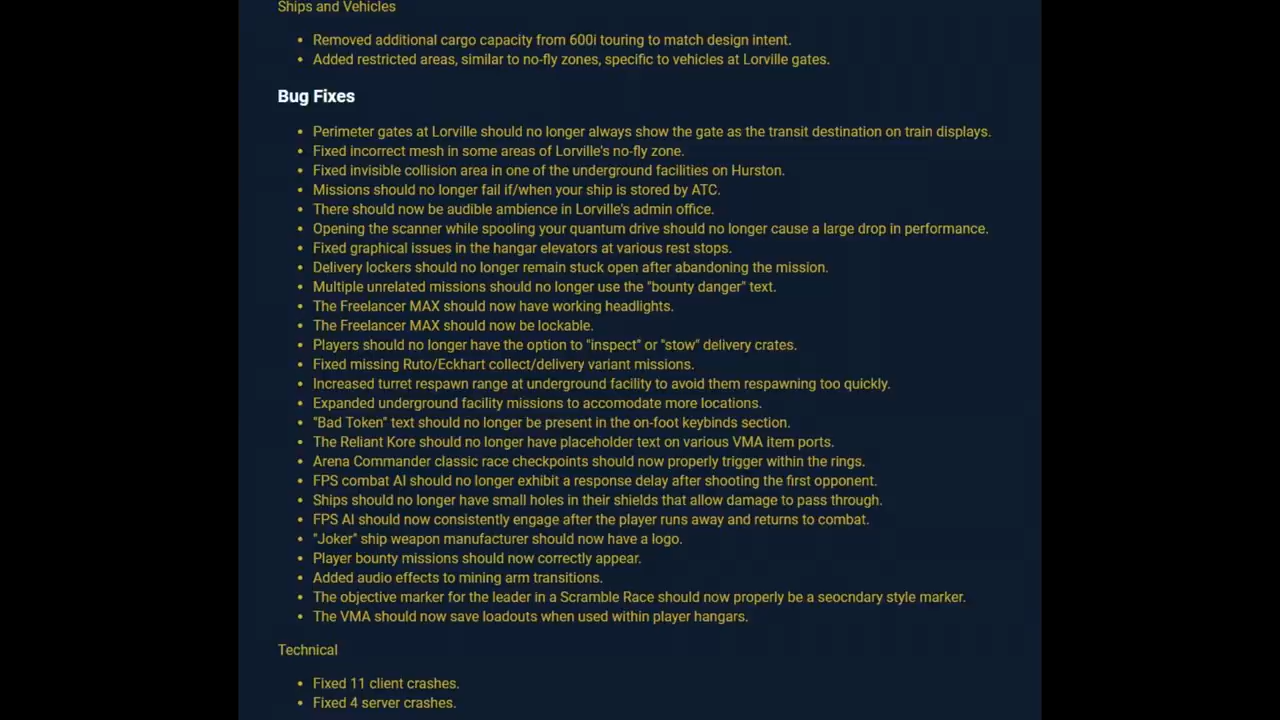 Ships and Vehicles
• Removed additional cargo capacity from 600i touring to match design intent.
• Added restricted areas, similar to no-fly zones, specific to vehicles at Lorville gates.
Bug Fixes
• Perimeter gates at Lorville should no longer always show the gate as the transit destination on train displays.
• Fixed incorrect mesh in some areas of Lorville's no-fly zone.
• Fixed invisible collision area in one of the underground facilities on Hurston.
• Missions should no longer fail if/when your ship is stored by ATC.
• There should now be audible ambience in Lorville's admin office.
• Opening the scanner while spooling your quantum drive should no longer cause a large drop in performance.
• Fixed graphical issues in the hangar elevators at various rest stops.
• Delivery lockers should no longer remain stuck open after abandoning the mission.
• Multiple unrelated missions should no longer use the "bounty danger" text.
• The Freelancer MAX should now have working headlights.
• The Freelancer MAX should now be lockable.
• Players should no longer have the option to "inspect" or "stow" delivery crates.
• Fixed missing Ruto/Eckhart collect/delivery variant missions.
• Increased turret respawn range at underground facility to avoid them respawning too quickly.
• Expanded underground facility missions to accomodate more locations.
• "Bad Token" text should no longer be present in the on-foot keybinds section.
• The Reliant Kore should no longer have placeholder text on various VMA item ports.
• Arena Commander classic race checkpoints should now properly trigger within the rings.
• FPS combat AI should no longer exhibit a response delay after shooting the first opponent.
• Ships should no longer have small holes in their shields that allow damage to pass through.
• FPS AI should now consistently engage after the player runs away and returns to combat.
• "Joker" ship weapon manufacturer should now have a logo.
• Player bounty missions should now correctly appear.
• Added audio effects to mining arm transitions.
• The objective marker for the leader in a Scramble Race should now properly be a seocndary style marker.
• The VMA should now save loadouts when used within player hangars.
Technical
• Fixed 11 client crashes.
• Fixed 4 server crashes.